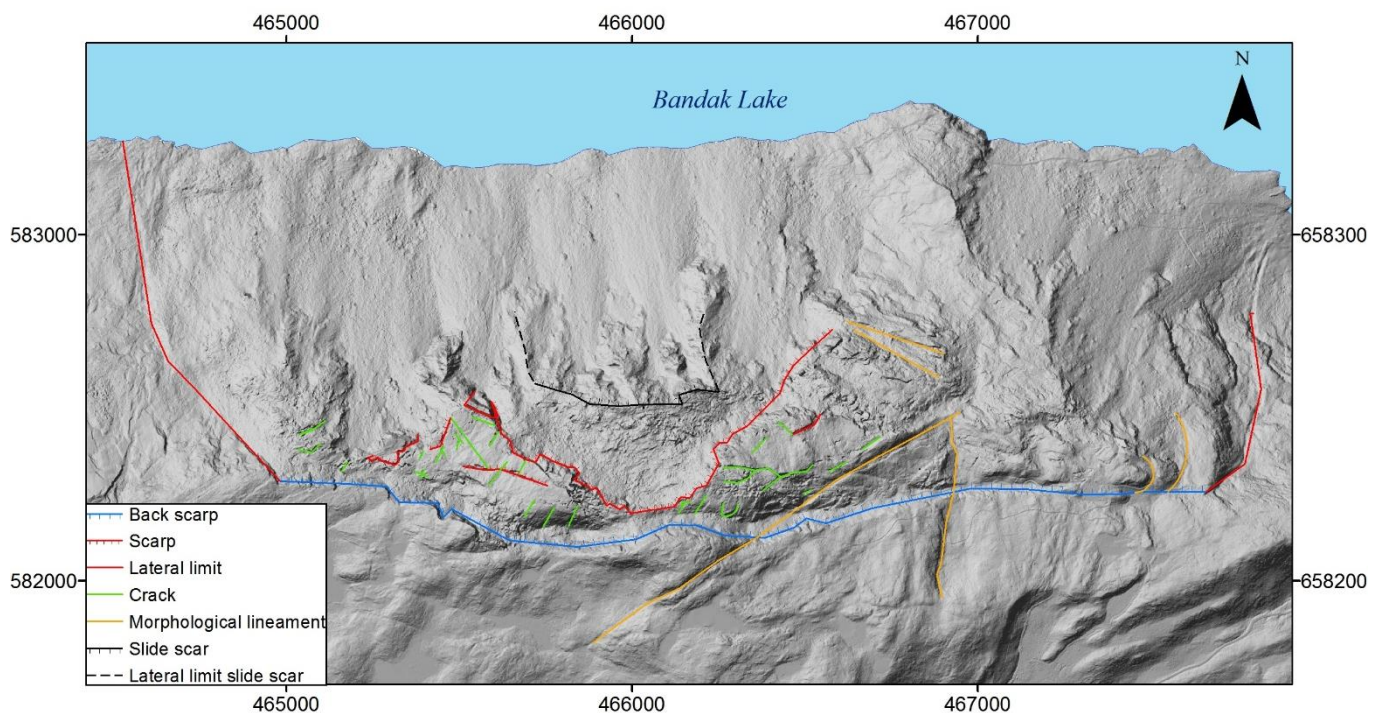 465000 466000 467000
N
Bandak Lake
583000 658300
582000 658200
Back scarp
Scarp
Lateral limit
Crack
Morphological lineament
Slide scar
Lateral limit slide scar
465000 466000 467000